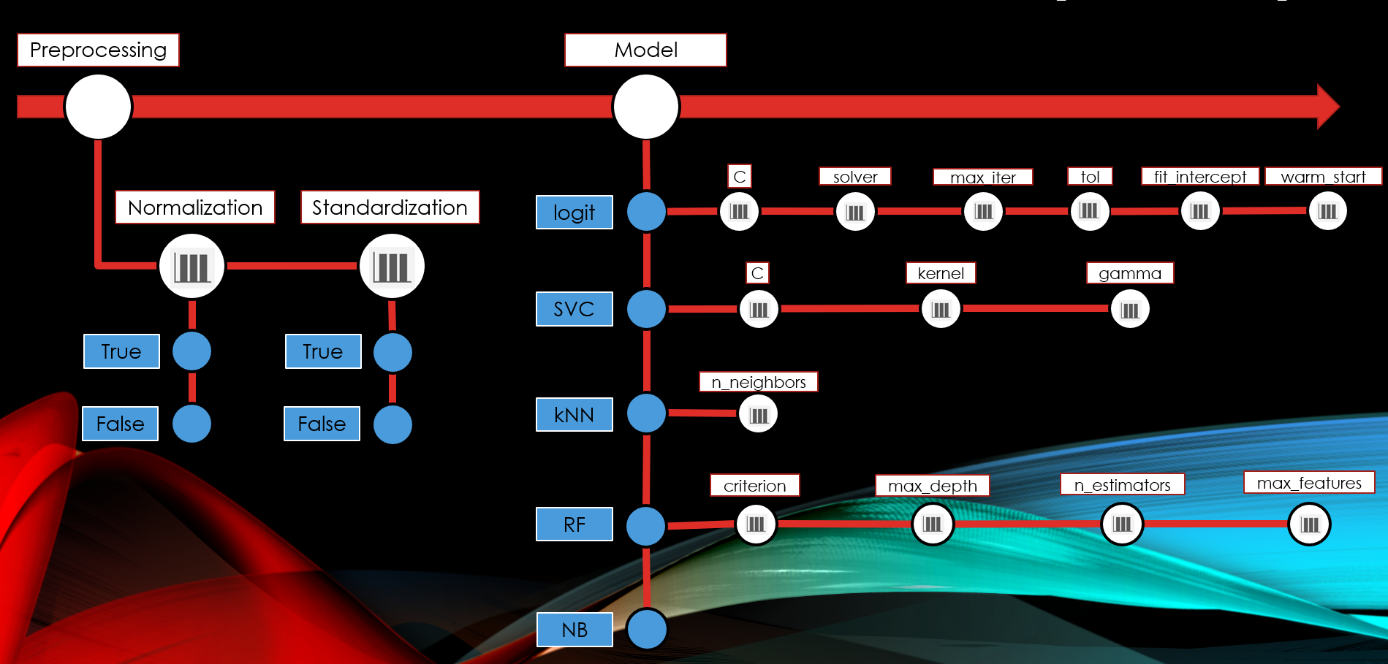 Preprocessing
Model
Normalization
Standardization
True
True
False
False
logit
C
solver
max_iter
tol
fit_intercept
warm_start
SVC
C
kernel
gamma
kNN
n_neighbors
RF
criterion
max_depth
n_estimators
max_features
NB